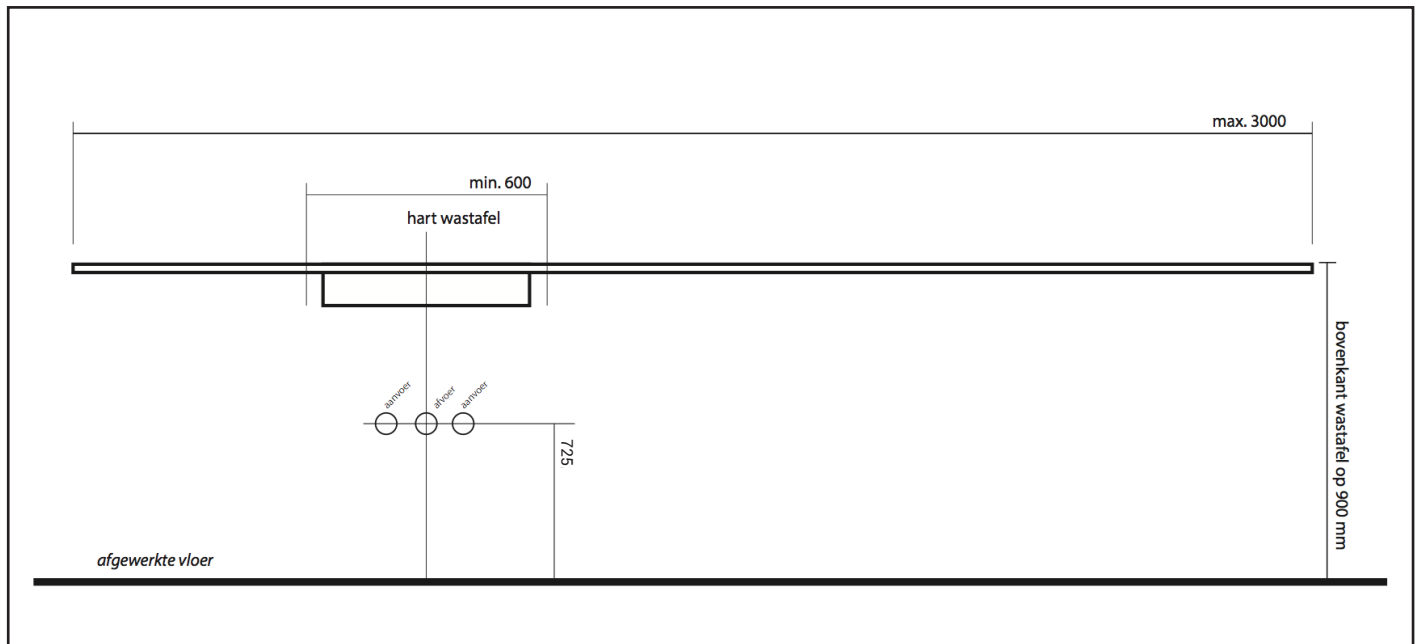 max. 3000
min. 600
hart wastafel
aanvoer
afvoer
aanvoer
725
bovenkant wastafel op 900 mm
afgewerkte vloer